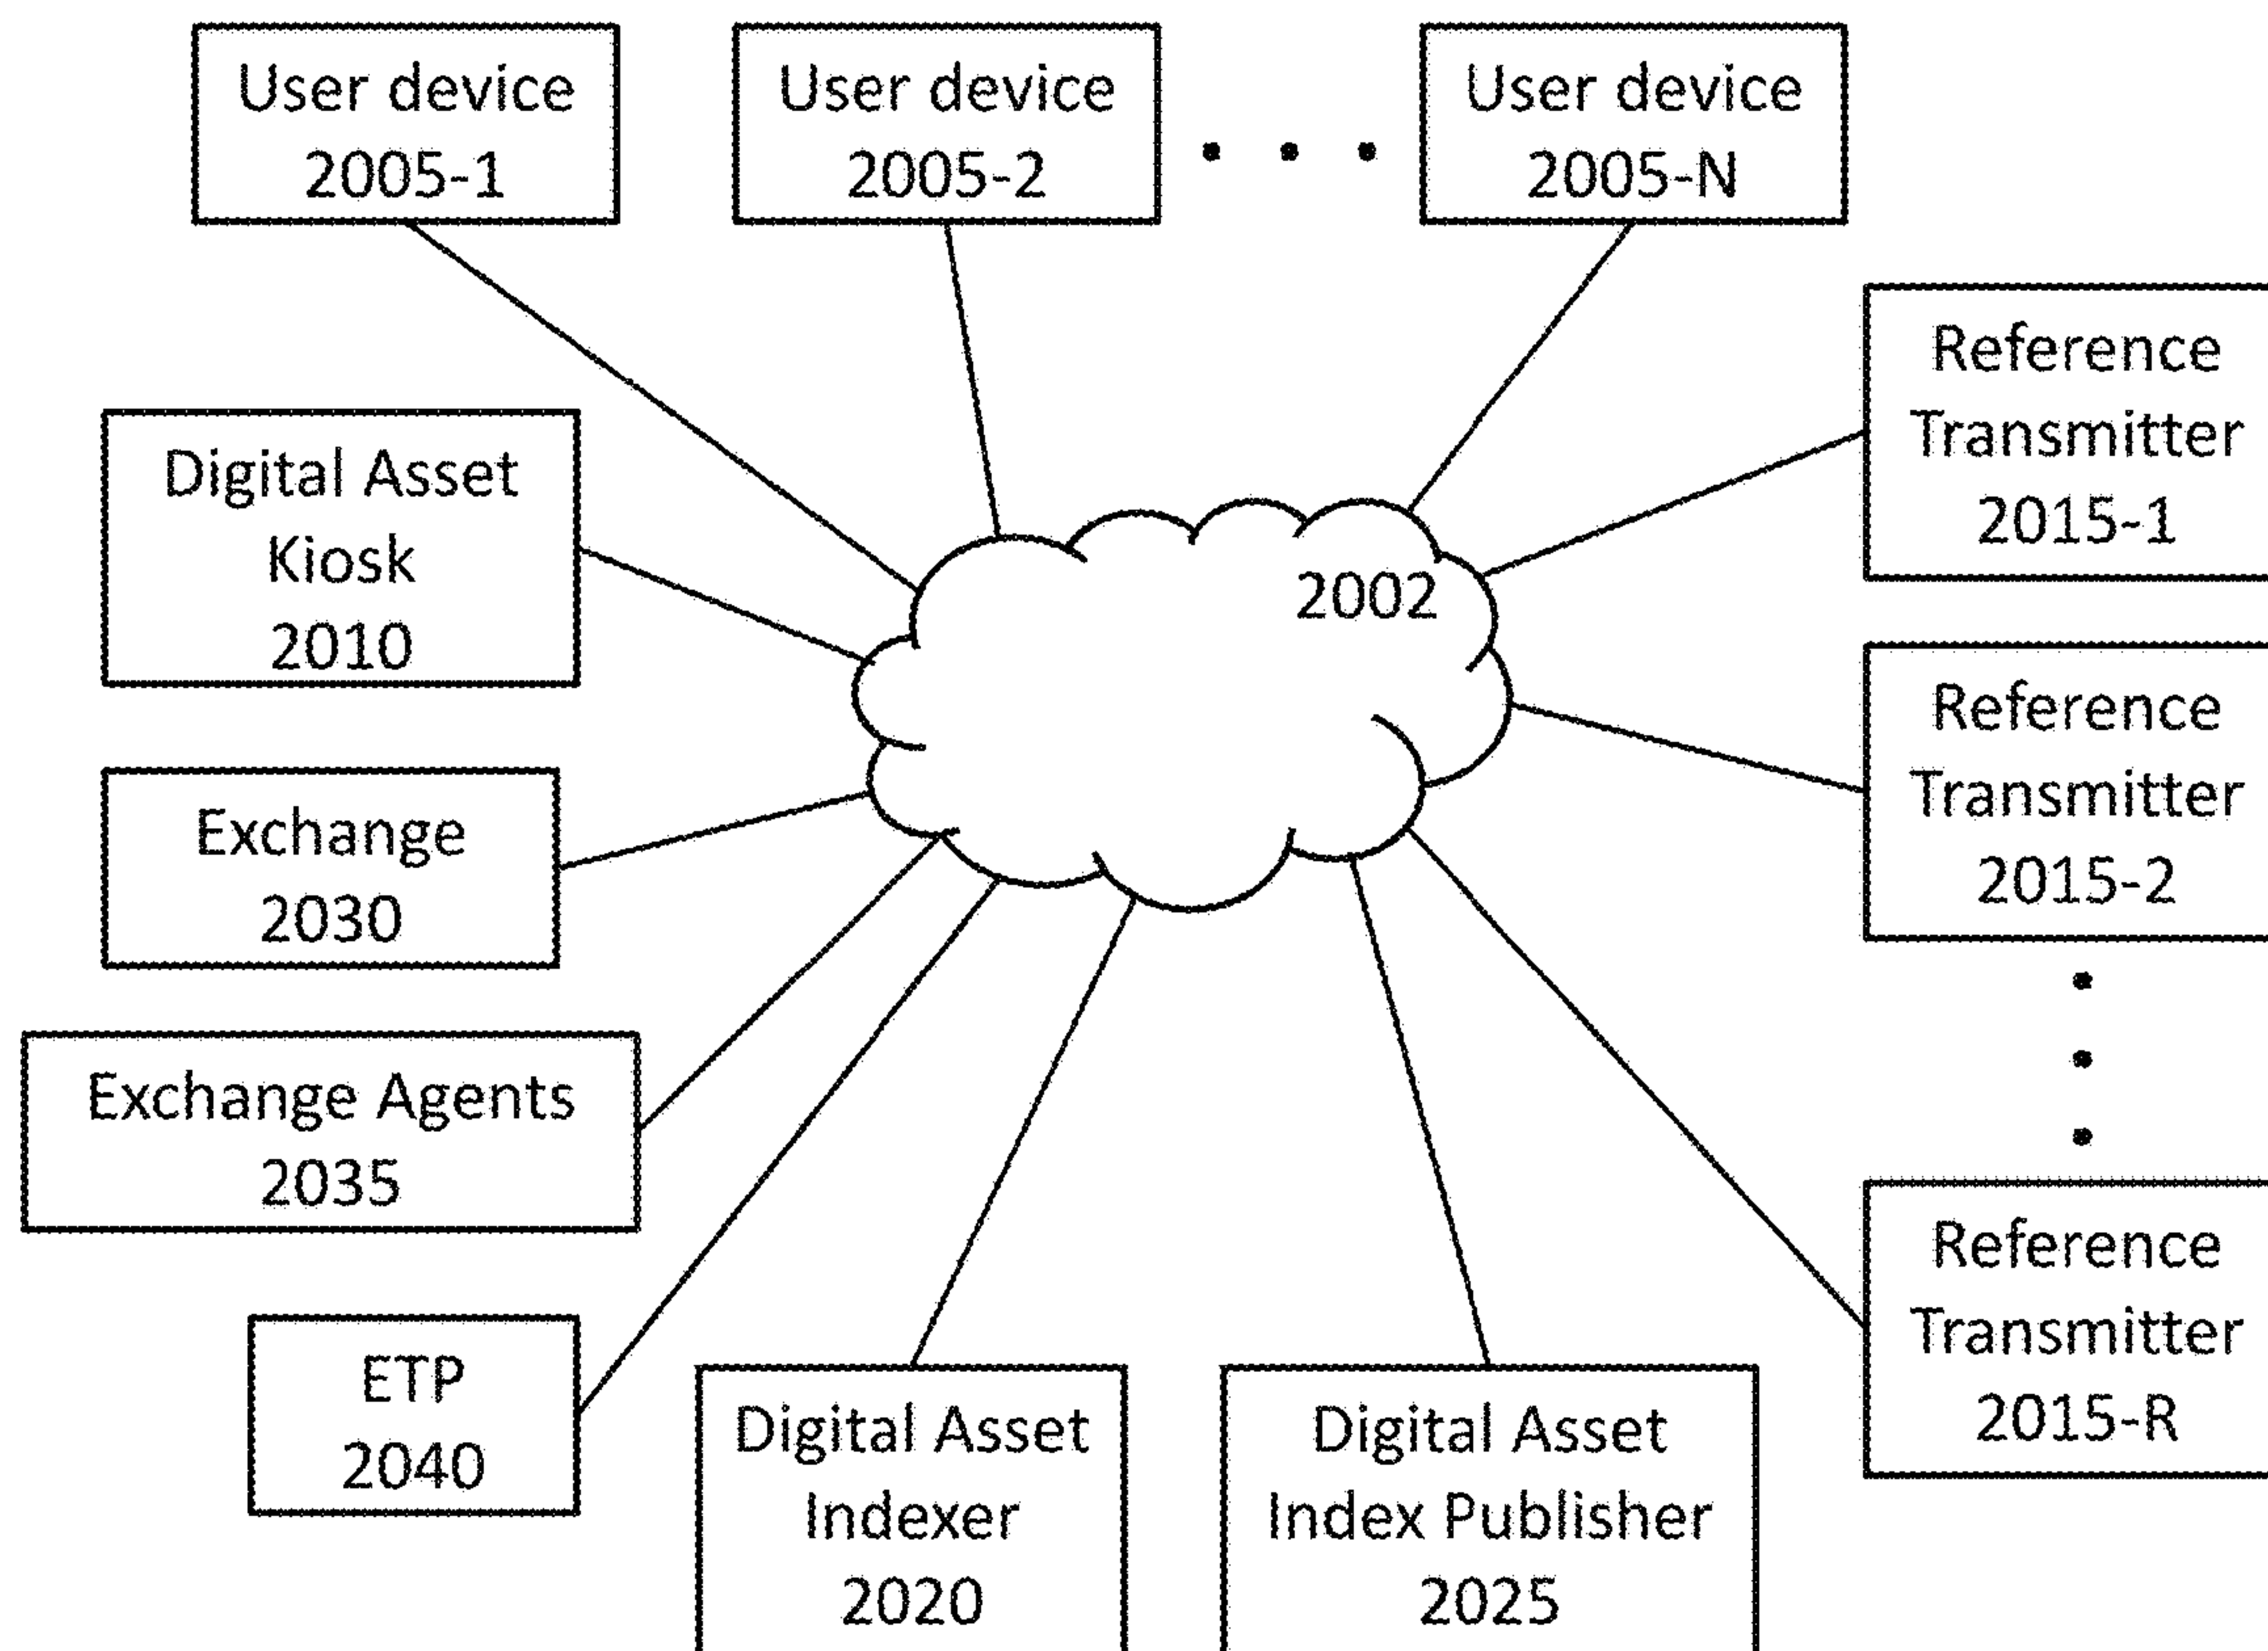 User device
2005-1
User device
2005-2
User device
2005-N
Reference
Transmitter
2015-1
Digital Asset
Kiosk
2010
2002
Reference
Transmitter
2015-2
Exchange
2030
Exchange Agents
2035
Reference
Transmitter
2015-R
ETP
2040
Digital Asset
Indexer
2020
Digital Asset
Index Publisher
2025